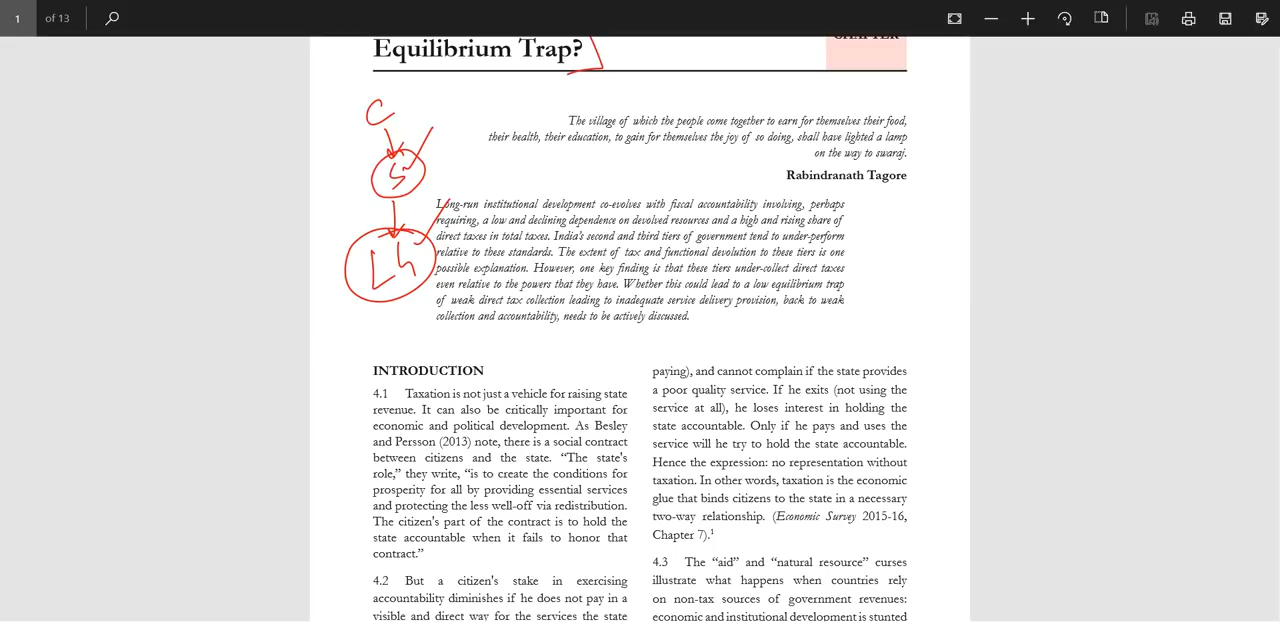 1 of 13
CHAPTER
Equilibrium Trap?
C
S
LG
The village of which the people come together to earn for themselves their food,
their health, their education, to gain for themselves the joy of so doing, shall have lighted a lamp
on the way to swaraj.
Rabindranath Tagore
Long-run institutional development co-evolves with fiscal accountability involving, perhaps
requiring, a low and declining dependence on devolved resources and a high and rising share of
direct taxes in total taxes. India's second and third tiers of government tend to under-perform
relative to these standards. The extent of tax and functional devolution to these tiers is one
possible explanation. However, one key finding is that these tiers under-collect direct taxes
even relative to the powers that they have. Whether this could lead to a low equilibrium trap
of weak direct tax collection leading to inadequate service delivery provision, back to weak
collection and accountability, needs to be actively discussed.
INTRODUCTION
4.1 Taxation is not just a vehicle for raising state
revenue. It can also be critically important for
economic and political development. As Besley
and Persson (2013) note, there is a social contract
between citizens and the state. “The state's
role,” they write, “is to create the conditions for
prosperity for all by providing essential services
and protecting the less well-off via redistribution.
The citizen's part of the contract is to hold the
state accountable when it fails to honor that
contract.”
4.2 But a citizen's stake in exercising
accountability diminishes if he does not pay in a
visible and direct way for the services the state
paying), and cannot complain if the state provides
a poor quality service. If he exits (not using the
service at all), he loses interest in holding the
state accountable. Only if he pays and uses the
service will he try to hold the state accountable.
Hence the expression: no representation without
taxation. In other words, taxation is the economic
glue that binds citizens to the state in a necessary
two-way relationship. (Economic Survey 2015-16,
Chapter 7).1
4.3 The “aid” and “natural resource” curses
illustrate what happens when countries rely
on non-tax sources of government revenues:
economic and institutional development is stunted